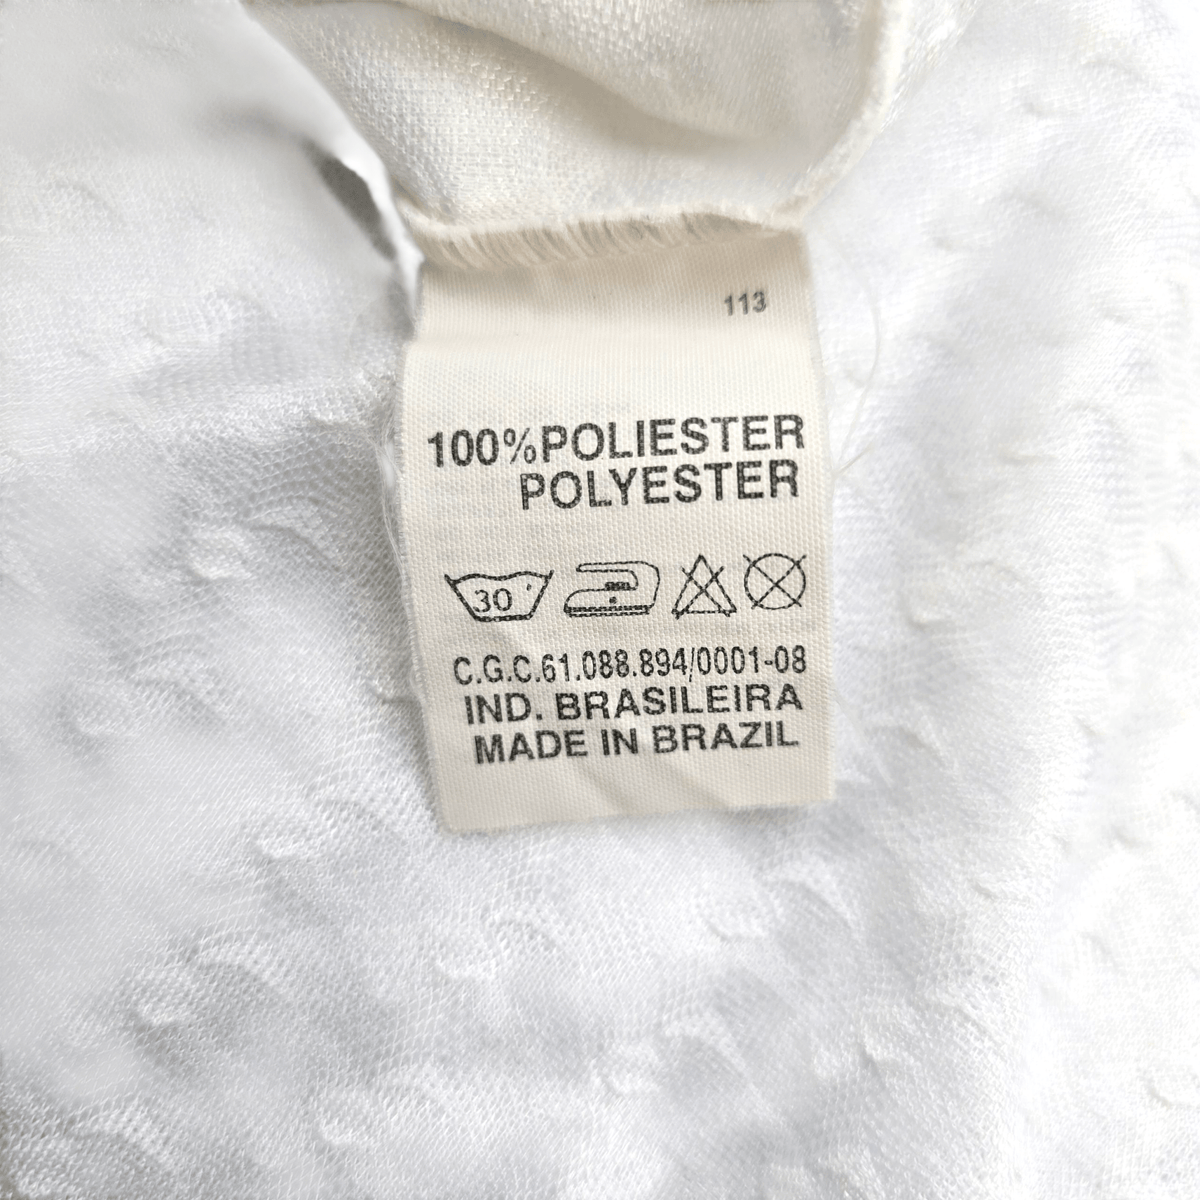 113
100%POLIESTER
POLYESTER
30
C.G.C.61.088.894/0001-08
IND. BRASILEIRA
MADE IN BRAZIL